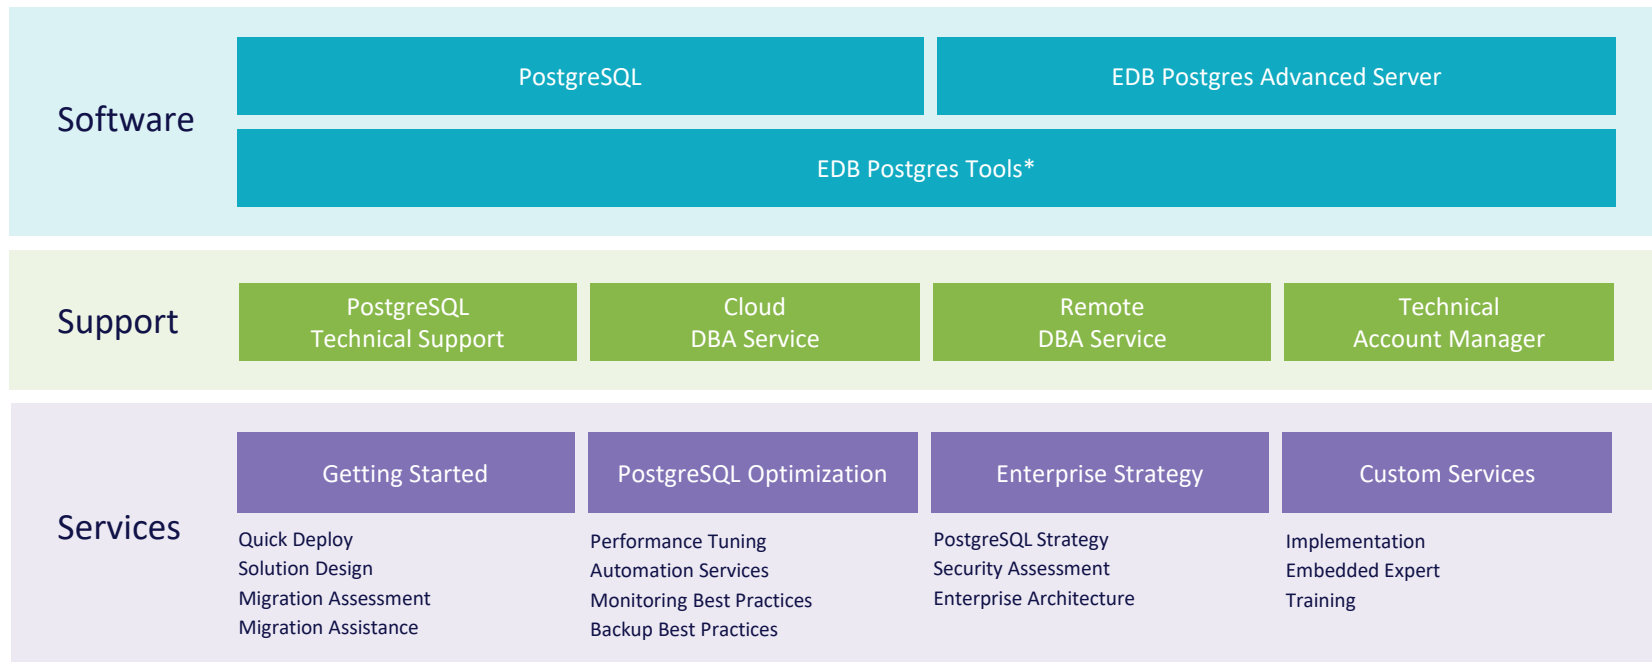 Software
PostgreSQL
EDB Postgres Advanced Server
EDB Postgres Tools*
Support
PostgreSQL
Technical Support
Cloud
DBA Service
Remote
DBA Service
Technical
Account Manager
Services
Getting Started
Quick Deploy
Solution Design
Migration Assessment
Migration Assistance
PostgreSQL Optimization
Performance Tuning
Automation Services
Monitoring Best Practices
Backup Best Practices
Enterprise Strategy
PostgreSQL Strategy
Security Assessment
Enterprise Architecture
Custom Services
Implementation
Embedded Expert
Training